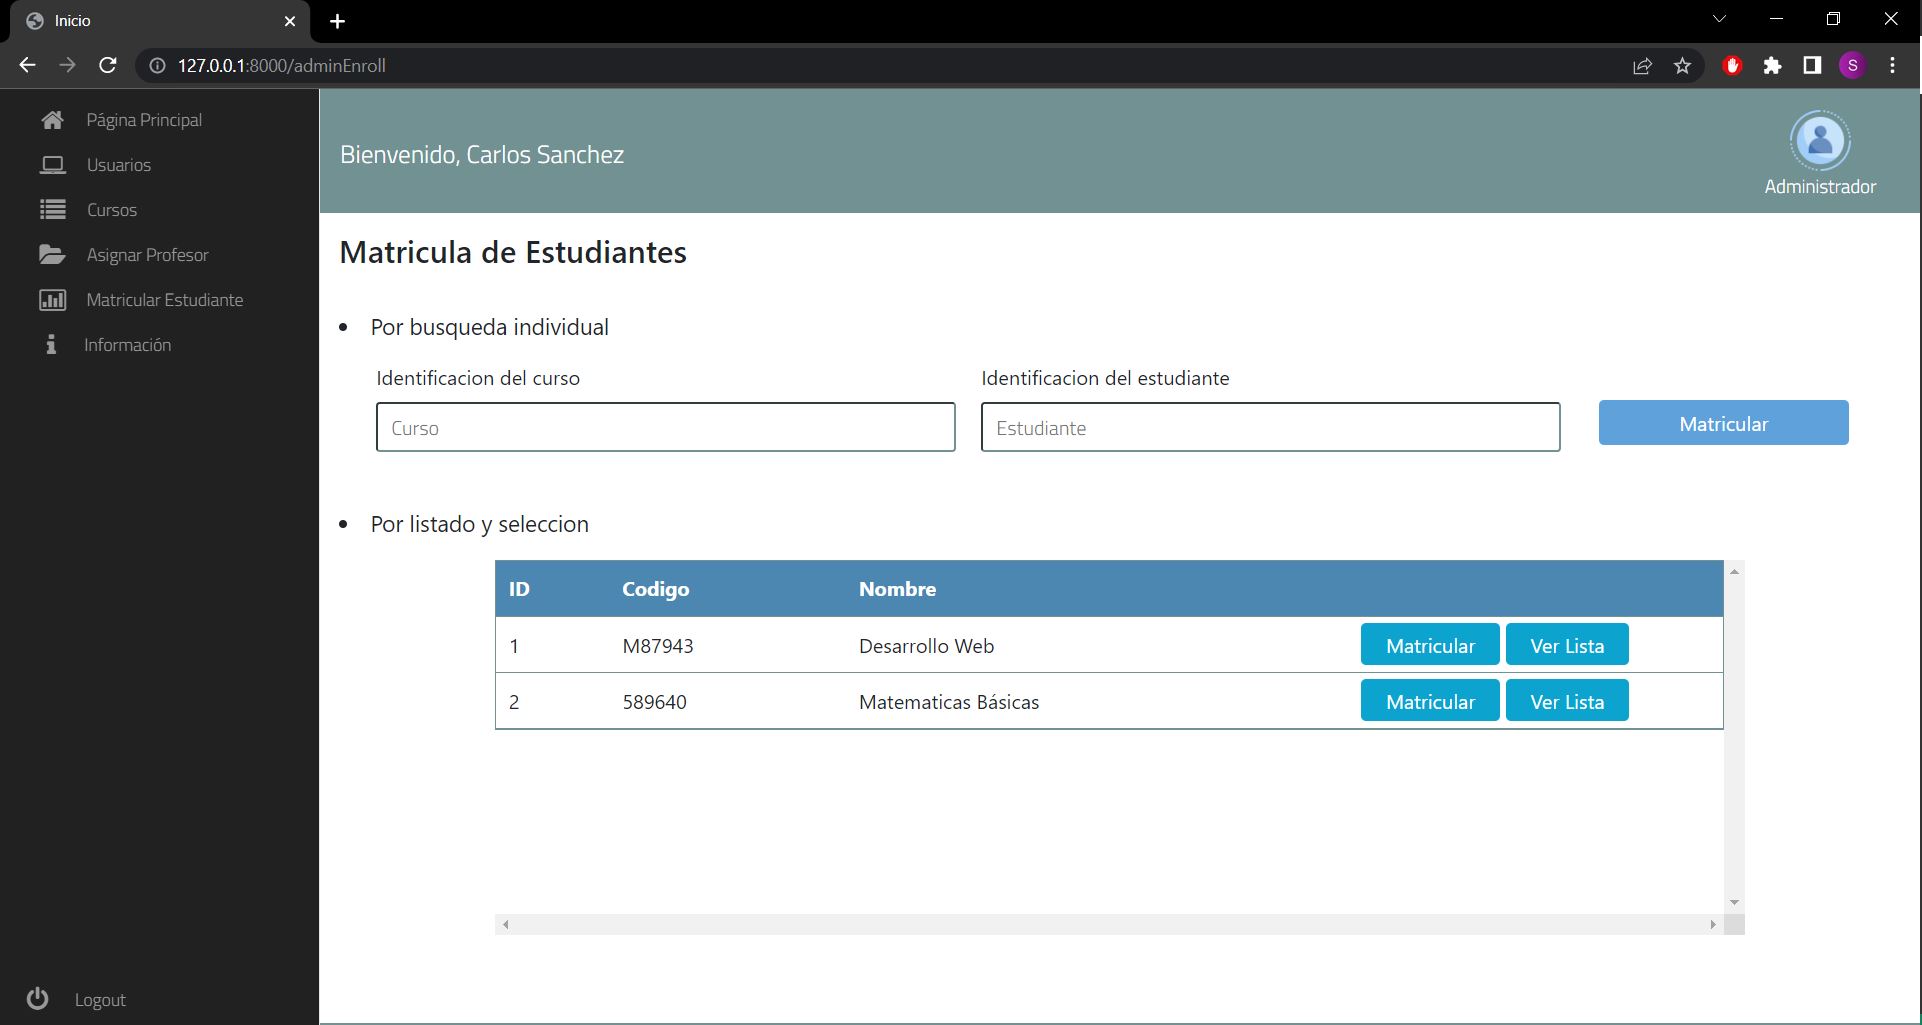 Inicio
127.0.0.1:8000/adminEnroll
S
Página Principal
Usuarios
Cursos
Asignar Profesor
Matricular Estudiante
Información
Logout
Bienvenido, Carlos Sanchez
Administrador
Matricula de Estudiantes
Por busqueda individual
Identificacion del curso Identificacion del estudiante
Curso Estudiante Matricular
Por listado y seleccion
ID Codigo Nombre
1 M87943 Desarrollo Web Matricular Ver Lista
2 589640 Matematicas Básicas Matricular Ver Lista